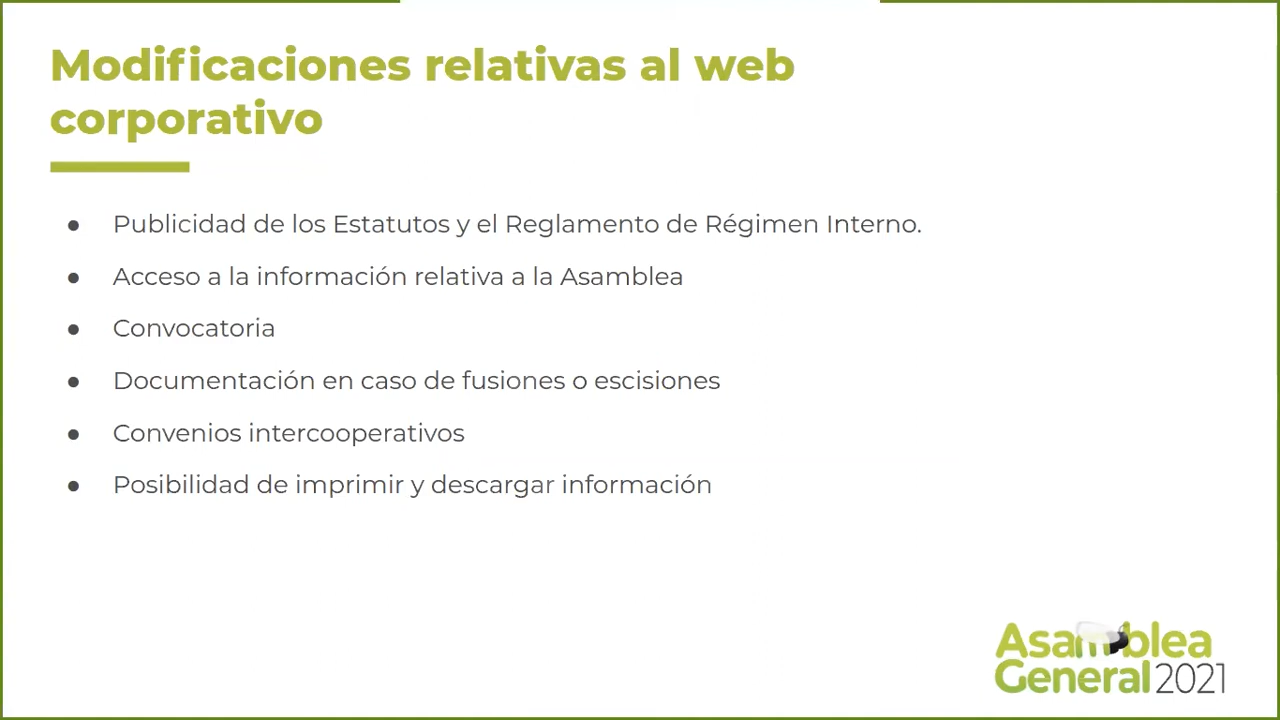 Modificaciones relativas al web
corporativo
● Publicidad de los Estatutos y el Reglamento de Régimen Interno.
● Acceso a la información relativa a la Asamblea
● Convocatoria
● Documentación en caso de fusiones o escisiones
● Convenios intercooperativos
● Posibilidad de imprimir y descargar información
Asamblea
General 2021